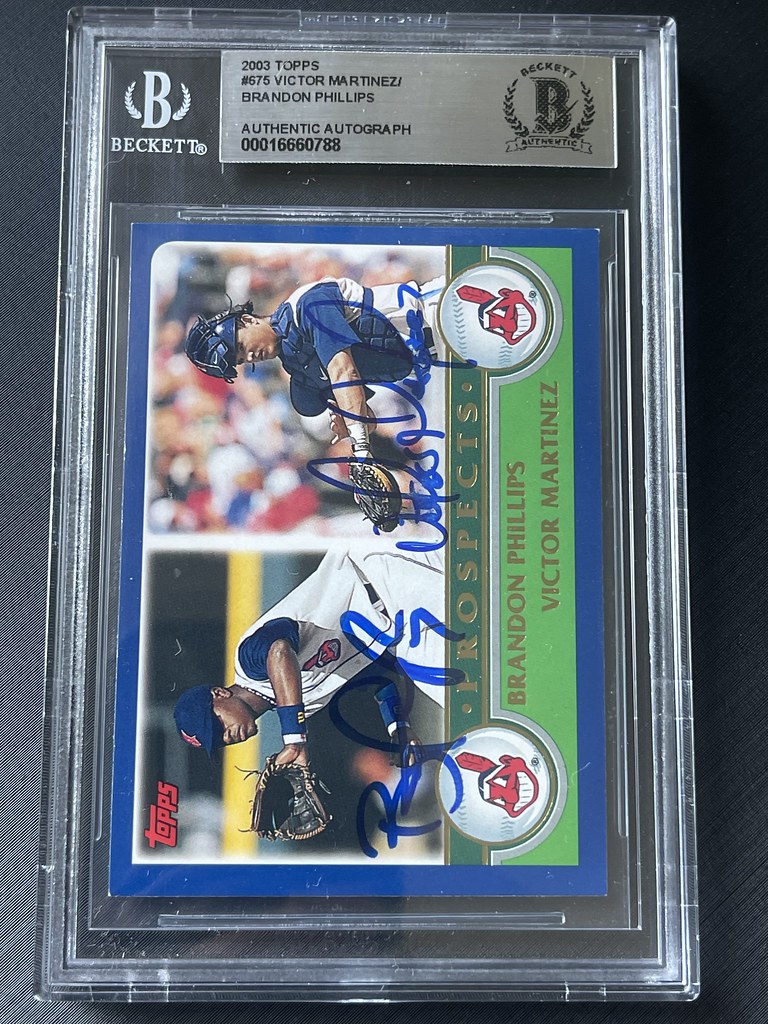 2003 TOPPS
#675 VICTOR MARTINEZ/
BRANDON PHILLIPS
AUTHENTIC AUTOGRAPH
00016660788
B
BECKETT®
BECKETT
B
AUTHENTIC
• PROSPECTS •
BRANDON PHILLIPS
VICTOR MARTINEZ
Topps